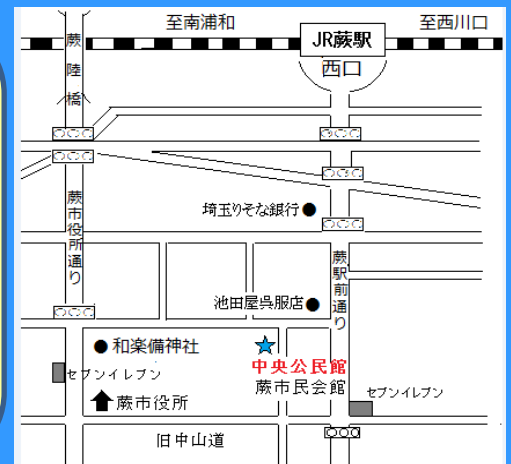 至南浦和
至西川口
JR蕨駅
西口
蕨陸橋
埼玉りそな銀行
蕨市役所通り
蕨駅前通り
池田屋呉服店
和楽備神社
中央公民館
蕨市民会館
セブンイレブン
セブンイレブン
蕨市役所
旧中山道